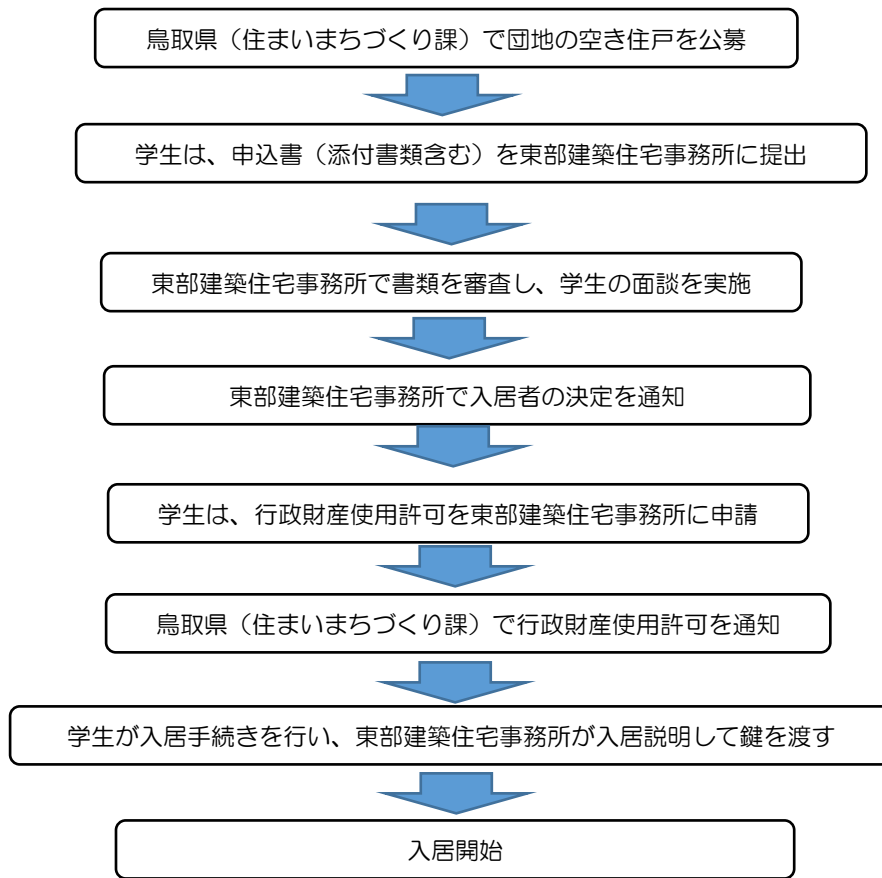 鳥取県（住まいまちづくり課）で団地の空き住戸を公募
学生は、申込書（添付書類含む）を東部建築住宅事務所に提出
東部建築住宅事務所で書類を審査し、学生の面談を実施
東部建築住宅事務所で入居者の決定を通知
学生は、行政財産使用許可を東部建築住宅事務所に申請
鳥取県（住まいまちづくり課）で行政財産使用許可を通知
学生が入居手続きを行い、東部建築住宅事務所が入居説明して鍵を渡す
入居開始